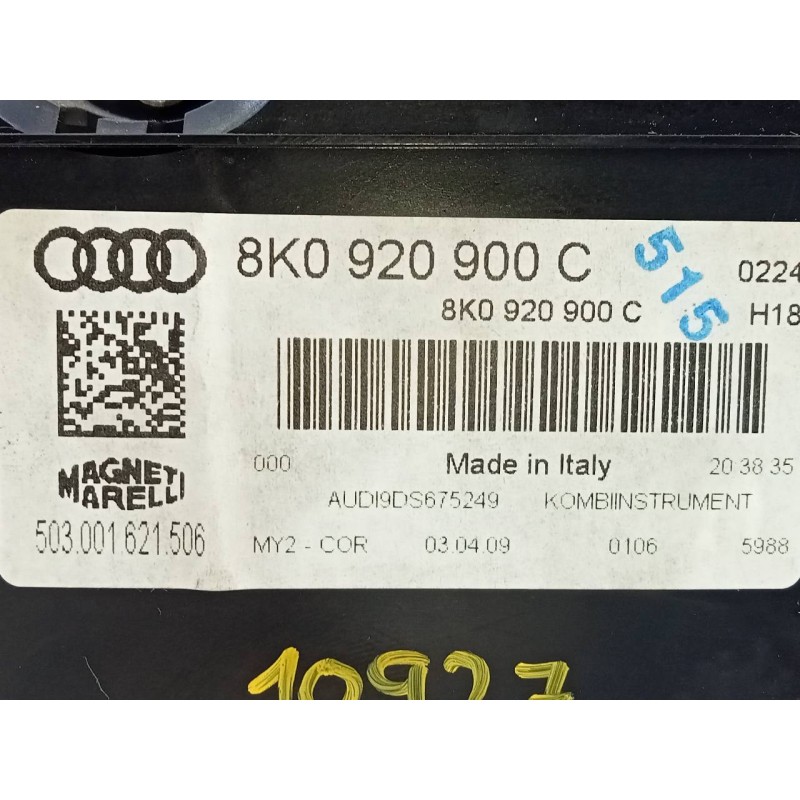 8K0 920 900 C
515
0224
8K0 920 900 C
H18
000
Made in Italy
20 38 35
MAGNETI
MARELLI
AUDI9DS675249 KOMBIINSTRUMENT
503.001.621.506
MY2 - COR 03.04.09 0106 5988
10927